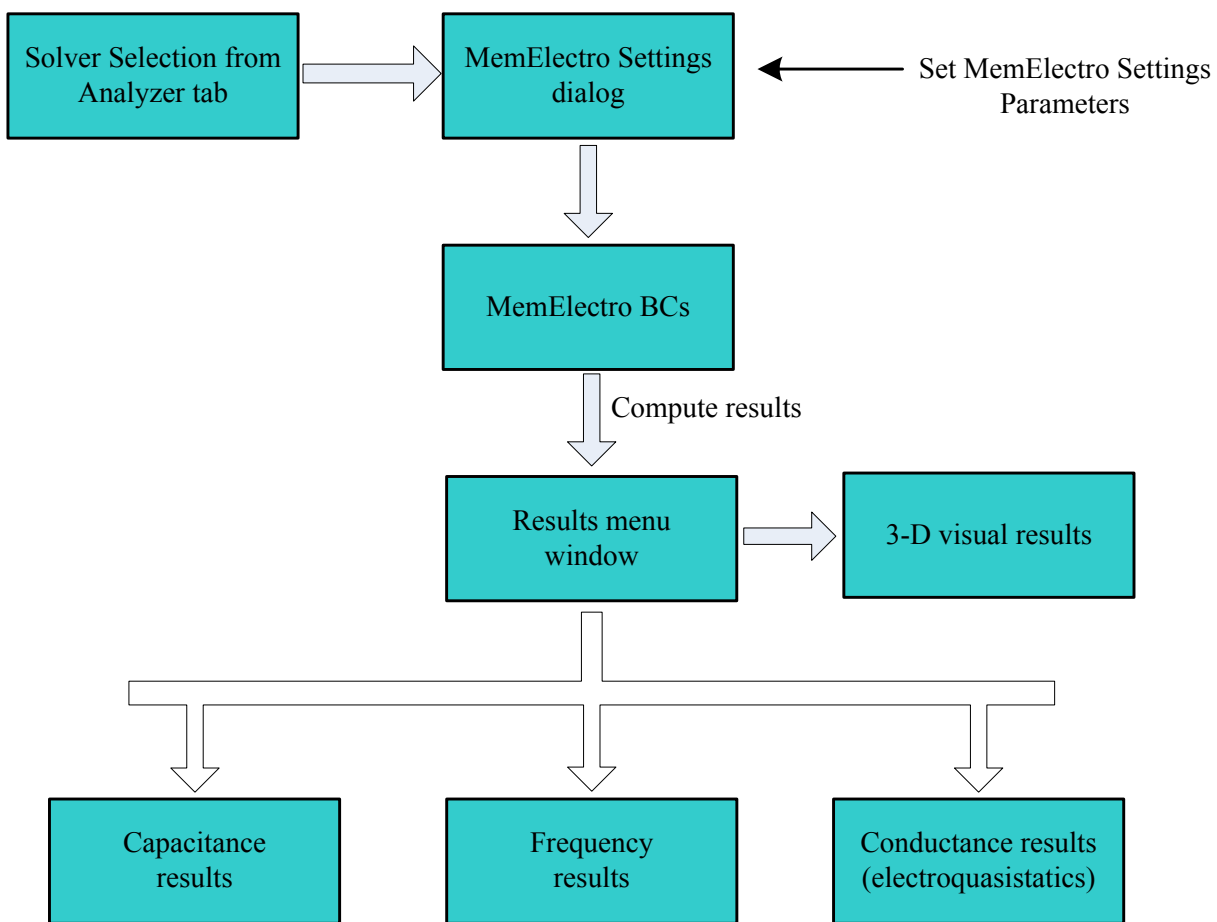 Solver Selection from
Analyzer tab
MemElectro Settings
dialog
Set MemElectro Settings
Parameters
MemElectro BCs
Compute results
Results menu
window
3-D visual results
Capacitance
results
Frequency
results
Conductance results
(electroquasistatics)